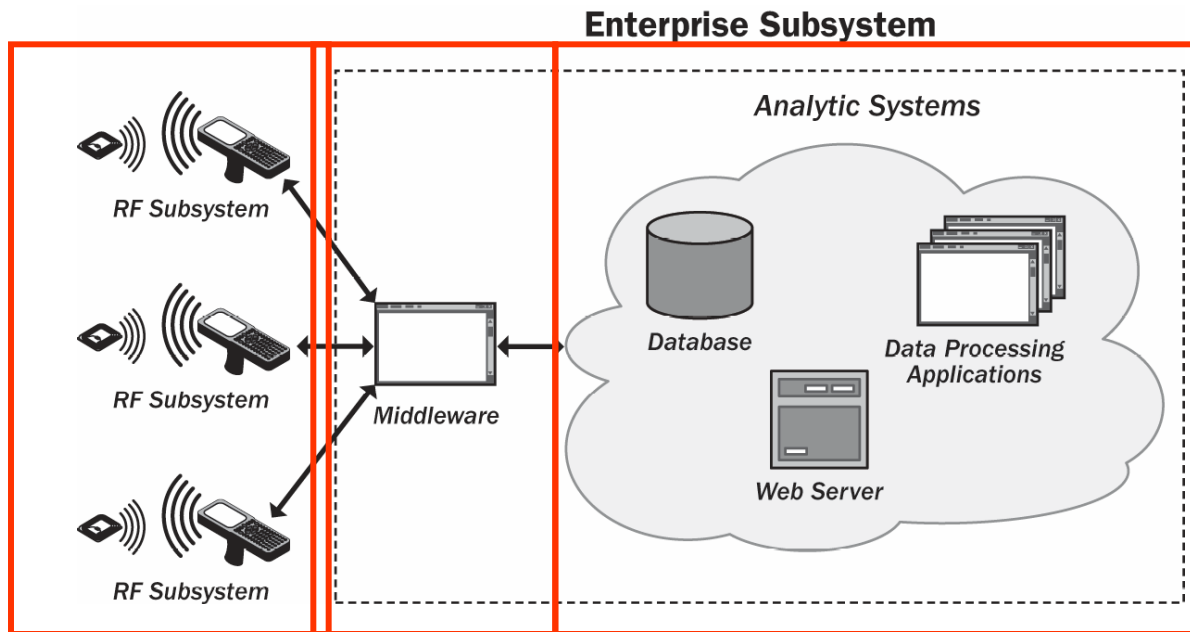 Enterprise Subsystem
Analytic Systems
RF Subsystem
RF Subsystem
RF Subsystem
Middleware
Database
Data Processing
Applications
Web Server